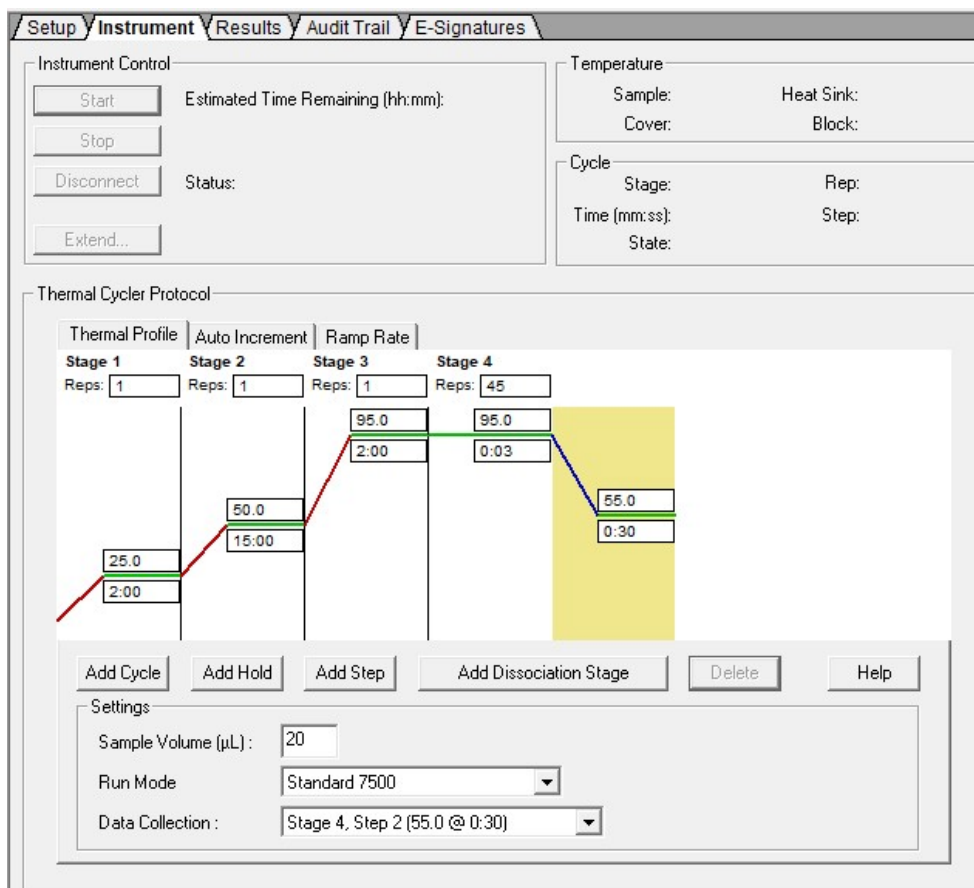 Setup Instrument Results Audit Trail E-Signatures
Instrument Control
Start Estimated Time Remaining (hh:mm):
Stop
Disconnect Status:
Extend...
Temperature
Sample: Heat Sink:
Cover: Block:
Cycle
Stage: Rep:
Time (mm:ss): Step:
State:
Thermal Cycler Protocol
Thermal Profile Auto Increment Ramp Rate
Stage 1 Stage 2 Stage 3 Stage 4
Reps: 1 Reps: 1 Reps: 1 Reps: 45
25.0
2:00
50.0
15:00
95.0
2:00
95.0
0:03
55.0
0:30
Add Cycle Add Hold Add Step Add Dissociation Stage Delete Help
Settings
Sample Volume (µL) : 20
Run Mode Standard 7500
Data Collection : Stage 4, Step 2 (55.0 @ 0:30)